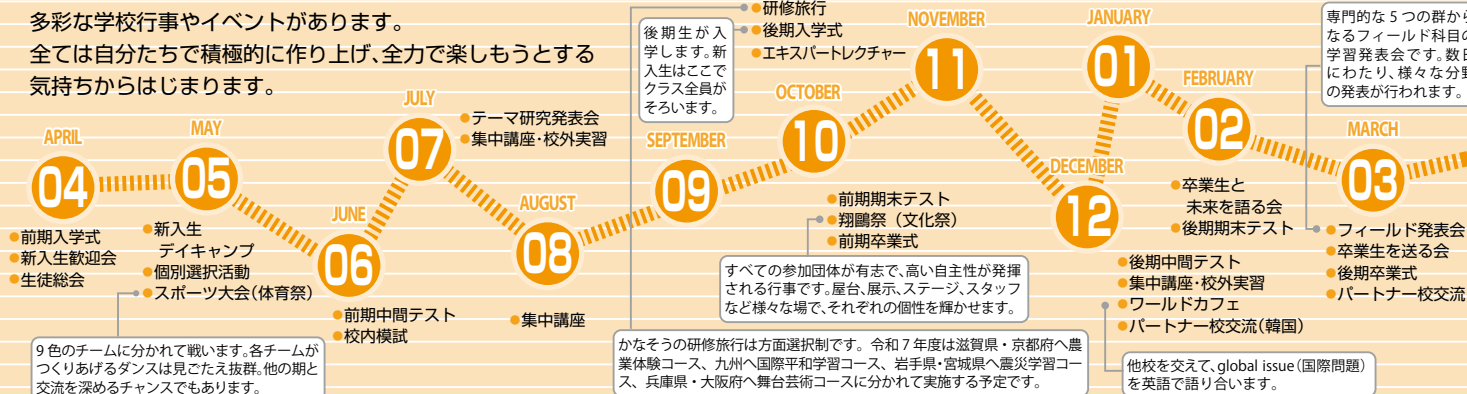 多彩な学校行事やイベントがあります。
全ては自分たちで積極的に作り上げ、全力で楽しもうとする
気持ちからはじまります。
APRIL
04
●前期入学式
●新入生歓迎会
●生徒総会
MAY
05
●新入生
デイキャンプ
●個別選択活動
●スポーツ大会(体育祭)
9色のチームに分かれて戦います。各チームが
つくりあげるダンスは見ごたえ抜群。他の期と
交流を深めるチャンスでもあります。
JUNE
06
●前期中間テスト
●校内模試
JULY
07
●テーマ研究発表会
●集中講座・校外実習
AUGUST
08
●集中講座
SEPTEMBER
09
OCTOBER
10
●前期期末テスト
●翔鷗祭(文化祭)
●前期卒業式
すべての参加団体が有志で、高い自主性が発揮
される行事です。屋台、展示、ステージ、スタッフ
など様々な場で、それぞれの個性を輝かせます。
NOVEMBER
11
●研修旅行
●後期入学式
●エキスパートレクチャー
後期生が入
学します。新
入生はここで
クラス全員が
そろいます。
かなそうの研修旅行は方面選択制です。令和7年度は滋賀県・京都府へ農
業体験コース、九州へ国際平和学習コース、岩手県・宮城県へ震災学習コー
ス、兵庫県・大阪府へ舞台芸術コースに分かれて実施する予定です。
DECEMBER
12
●後期中間テスト
●集中講座・校外実習
●ワールドカフェ
●パートナー校交流(韓国)
他校を交えて、global issue(国際問題)
を英語で語り合います。
JANUARY
01
FEBRUARY
02
●卒業生と
未来を語る会
●後期期末テスト
MARCH
03
●フィールド発表会
●卒業生を送る会
●後期卒業式
●パートナー校交流
専門的な5つの群から
なるフィールド科目の
学習発表会です。数日
にわたり、様々な分野
の発表が行われます。